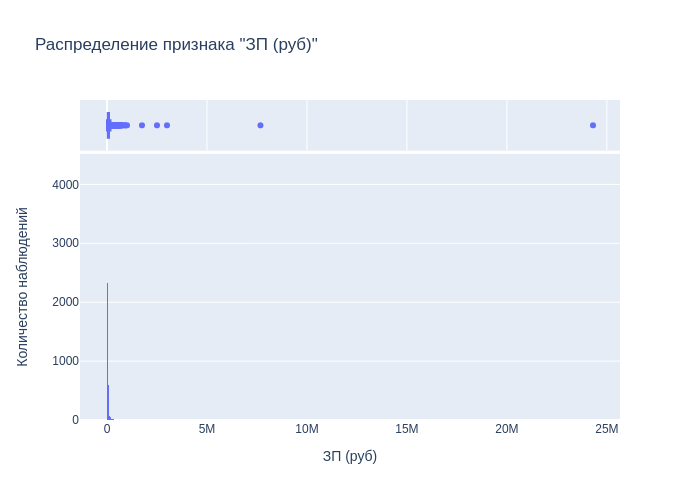 Распределение признака "ЗП (руб)"
Количество наблюдений
4000
3000
2000
1000
0
0 5M 10M 15M 20M 25M
ЗП (руб)